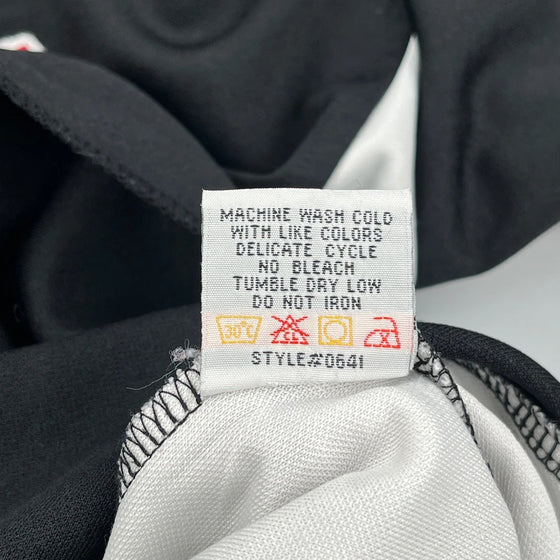 MACHINE WASH COLD
WITH LIKE COLORS
DELICATE CYCLE
NO BLEACH
TUMBLE DRY LOW
DO NOT IRON
30°C CL
STYLE#0641